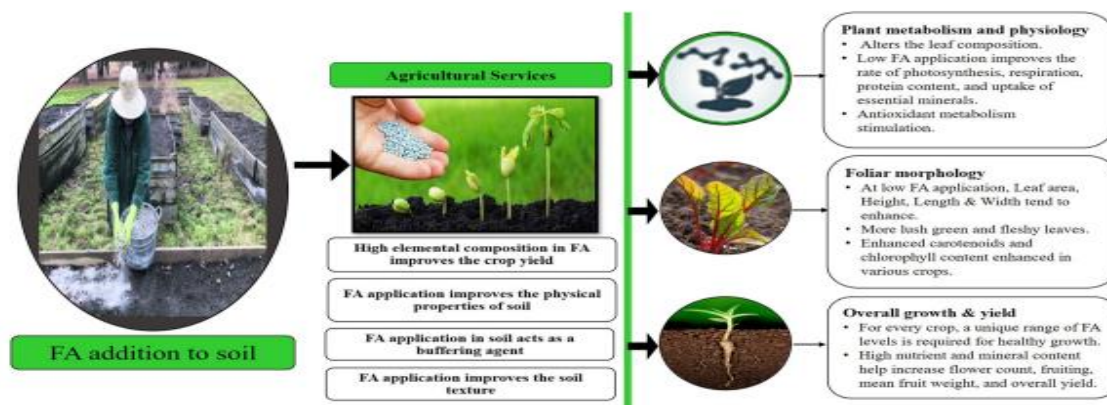 FA addition to soil
Agricultural Services
High elemental composition in FA
improves the crop yield
FA application improves the physical
properties of soil
FA application in soil acts as a
buffering agent
FA application improves the soil
texture
Plant metabolism and physiology
• Alters the leaf composition.
• Low FA application improves the
rate of photosynthesis, respiration,
protein content, and uptake of
essential minerals.
• Antioxidant metabolism
stimulation.
Foliar morphology
• At low FA application, Leaf area,
Height, Length & Width tend to
enhance.
• More lush green and fleshy leaves.
• Enhanced carotenoids and
chlorophyll content enhanced in
various crops.
Overall growth & yield
• For every crop, a unique range of FA
levels is required for healthy growth.
• High nutrient and mineral content
help increase flower count, fruiting,
mean fruit weight, and overall yield.